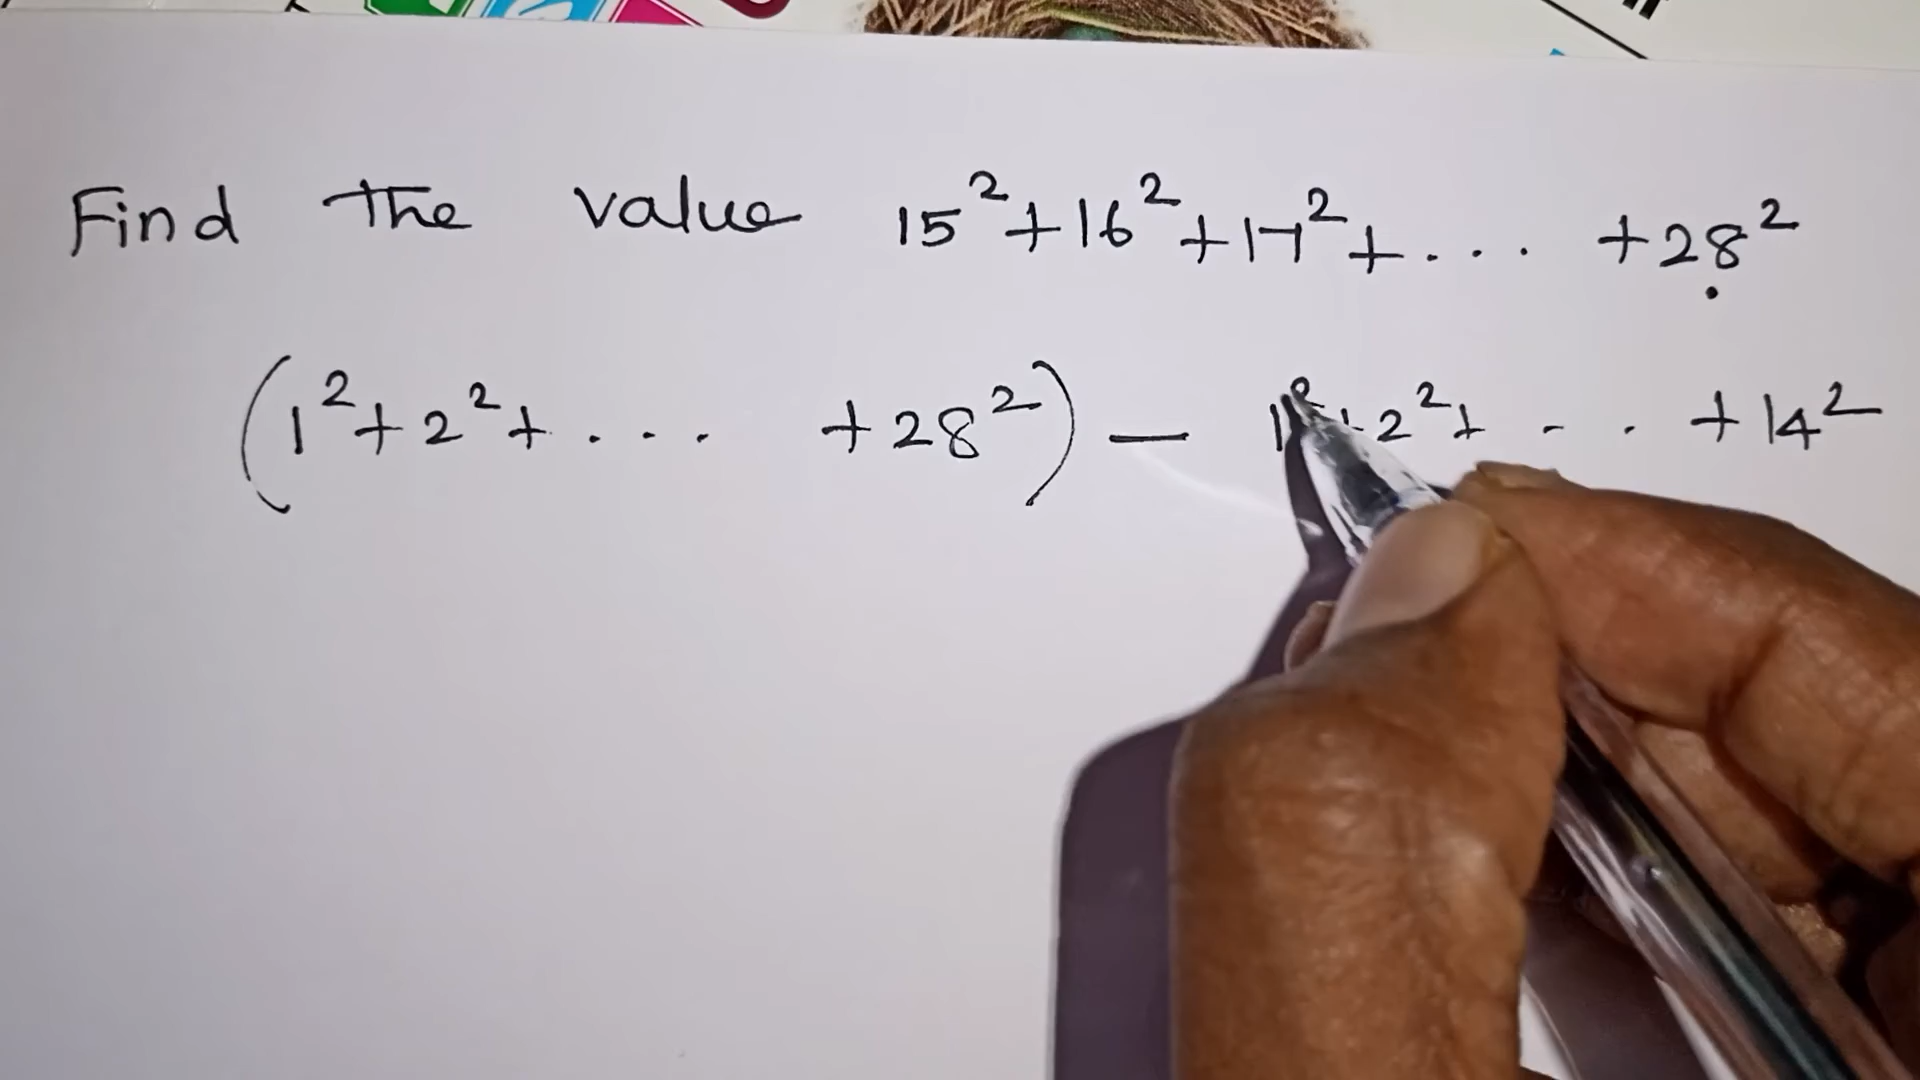 Find the value 15²+16²+17²+.... +28²
(1²+2²+.... +28²) — 1²+2²+ - . +14²